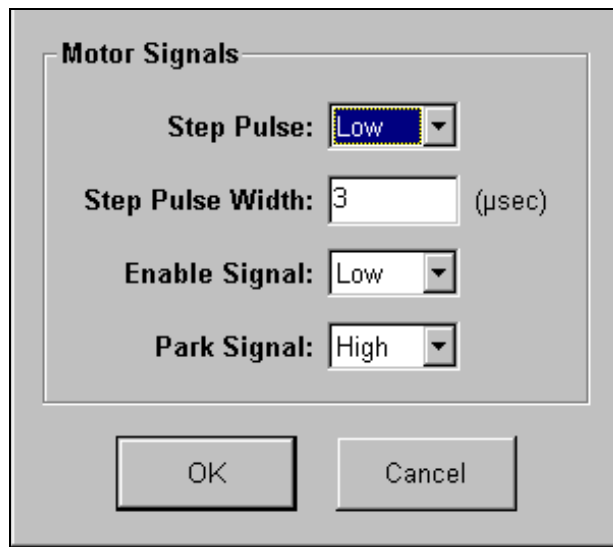 Motor Signals
Step Pulse: Low
Step Pulse Width: 3 (µsec)
Enable Signal: Low
Park Signal: High
OK Cancel